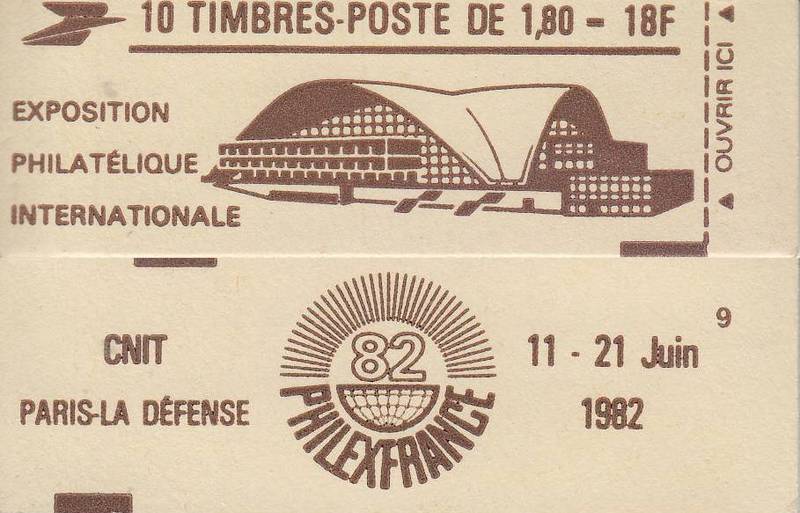 10 TIMBRES-POSTE DE 1,80 = 18F
EXPOSITION
PHILATÉLIQUE
INTERNATIONALE
OUVRIR ICI
CNIT
PARIS-LA DÉFENSE
82
PHILEXFRANCE
9
11 - 21 Juin
1982